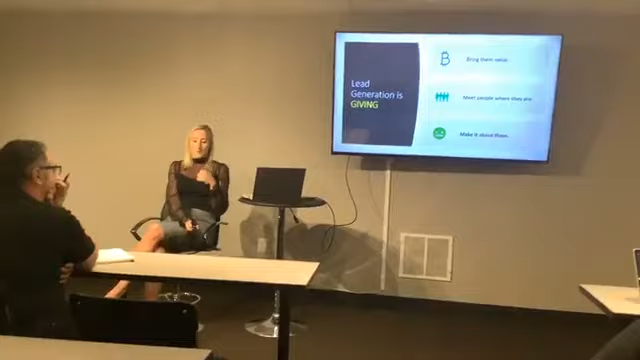 Lead
Generation is
GIVING
Bring them value.
Meet people where they are.
Make it about them.